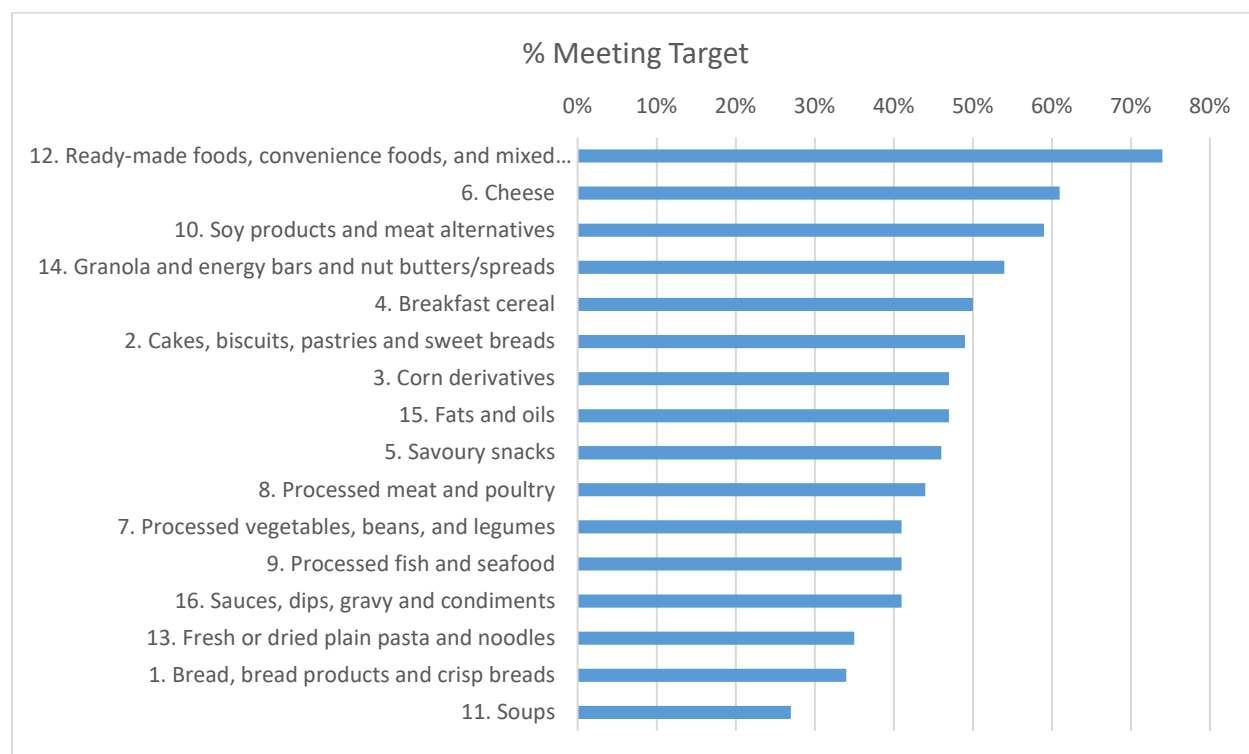 % Meeting Target
0% 10% 20% 30% 40% 50% 60% 70% 80%
12. Ready-made foods, convenience foods, and mixed...
6. Cheese
10. Soy products and meat alternatives
14. Granola and energy bars and nut butters/spreads
4. Breakfast cereal
2. Cakes, biscuits, pastries and sweet breads
3. Corn derivatives
15. Fats and oils
5. Savoury snacks
8. Processed meat and poultry
7. Processed vegetables, beans, and legumes
9. Processed fish and seafood
16. Sauces, dips, gravy and condiments
13. Fresh or dried plain pasta and noodles
1. Bread, bread products and crisp breads
11. Soups